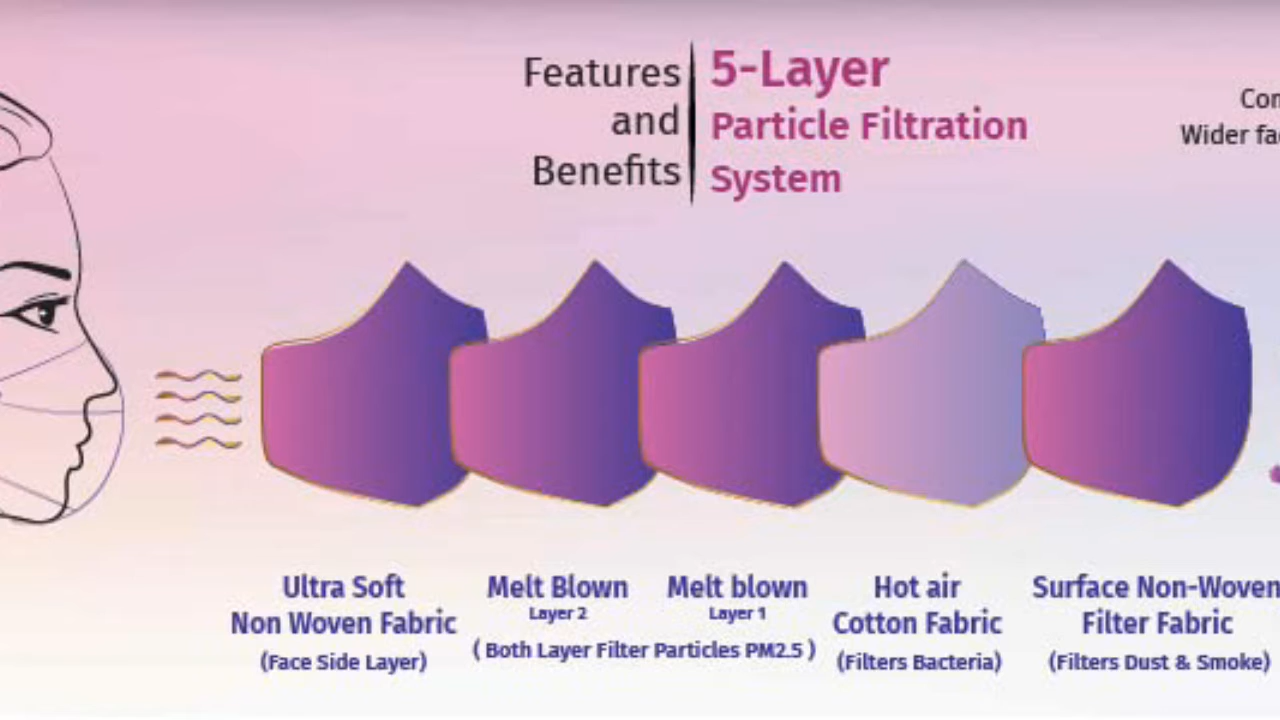 Features
and
Benefits
5-Layer
Particle Filtration
System
Wider
Ultra Soft
Non Woven Fabric
(Face Side Layer)
Melt Blown
Layer 2
Melt blown
Layer 1
( Both Layer Filter Particles PM2.5 )
Hot air
Cotton Fabric
(Filters Bacteria)
Surface Non-Woven
Filter Fabric
(Filters Dust & Smoke)